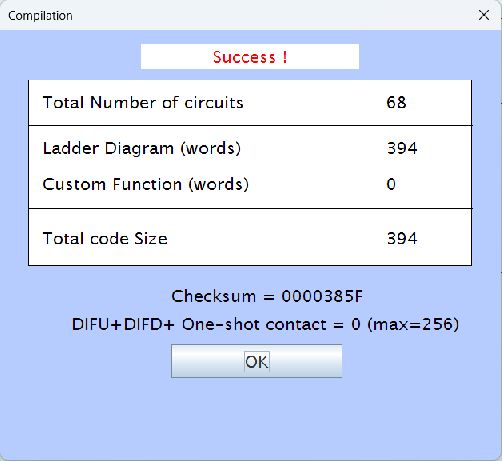 Compilation
Success !
Total Number of circuits 68
Ladder Diagram (words) 394
Custom Function (words) 0
Total code Size 394
Checksum = 0000385F
DIFU+DIFD+ One-shot contact = 0 (max=256)
OK